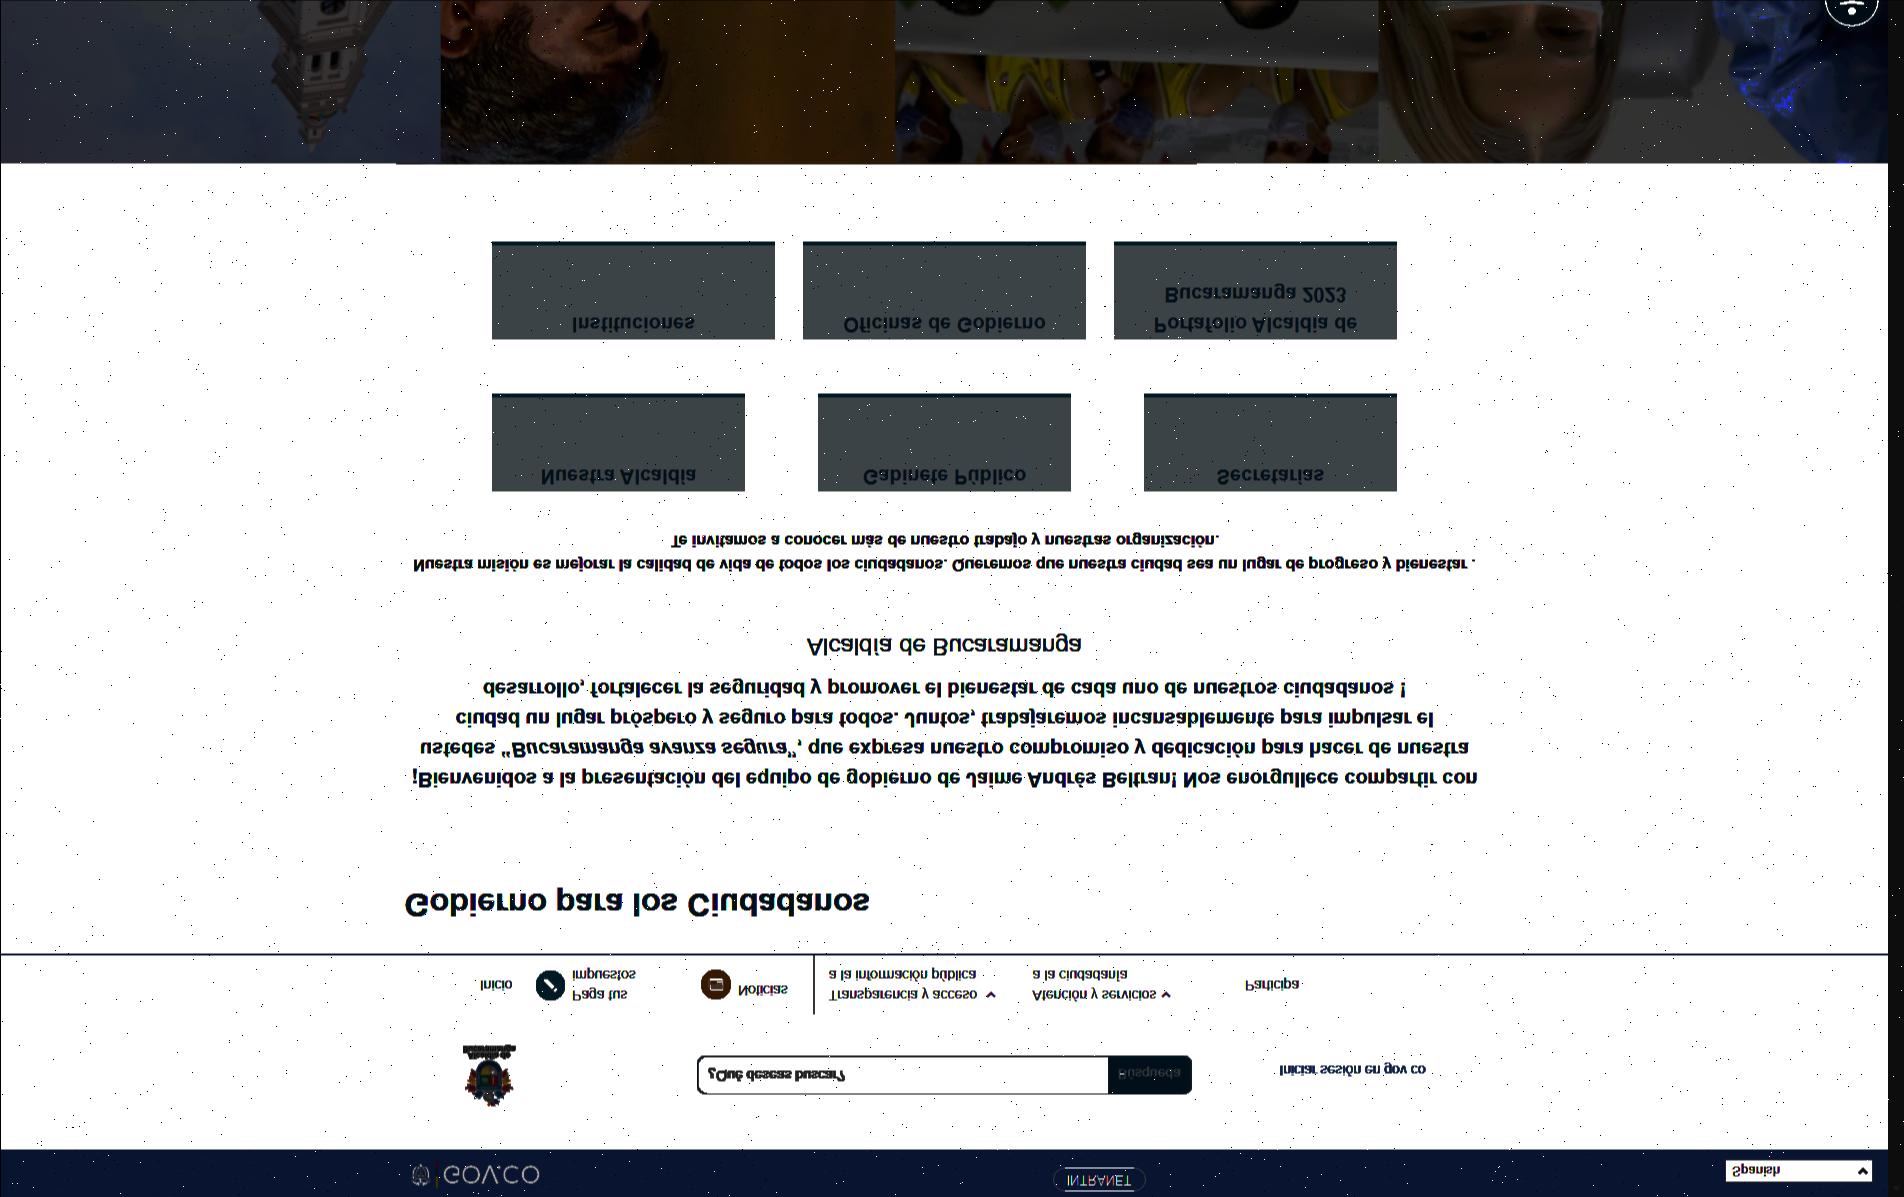 GOV.CO
INTRANET
Spanish
Alcaldía de
Bucaramanga
¿Qué deseas buscar?
Búsqueda
Iniciar sesión en gov co
Inicio
Paga tus
impuestos
Noticias
Transparencia y acceso
a la información pública
Atención y servicios
a la ciudadanía
Participa
Gobierno para los Ciudadanos
¡Bienvenidos a la presentación del equipo de gobierno de Jaime Andrés Beltran! Nos enorgullece compartir con
ustedes “Bucaramanga avanza segura”, que expresa nuestro compromiso y dedicación para hacer de nuestra
ciudad un lugar próspero y seguro para todos. Juntos, trabajaremos incansablemente para impulsar el
desarrollo, fortalecer la seguridad y promover el bienestar de cada uno de nuestros ciudadanos !
Alcaldía de Bucaramanga
Nuestra misión es mejorar la calidad de vida de todos los ciudadanos. Queremos que nuestra ciudad sea un lugar de progreso y bienestar .
Te invitamos a conocer más de nuestro trabajo y nuestras organización.
Nuestra Alcaldía
Gabinete Público
Secretarías
Instituciones
Oficinas de Gobierno
Portafolio Alcaldía de
Bucaramanga 2023